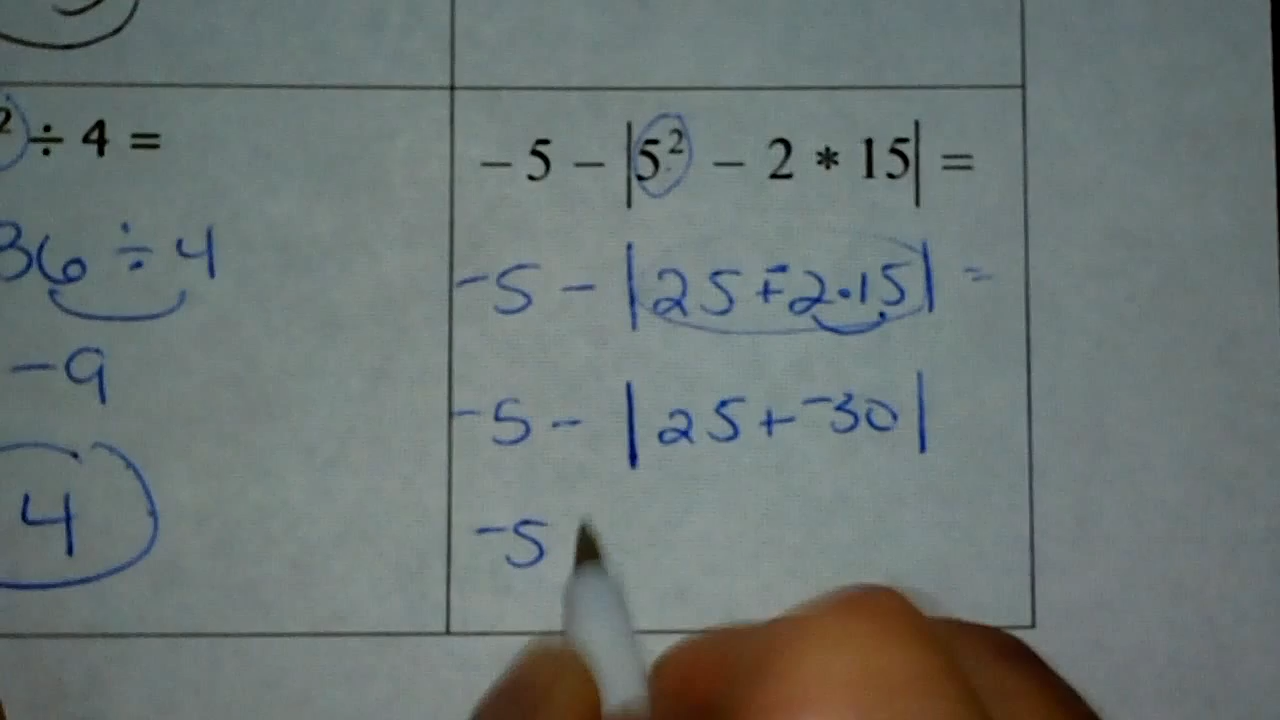 ² ÷ 4 =
36 ÷ 4
-9
4
-5 - |5² - 2 * 15| =
-5 - |25 + -2·15| =
-5 - |25 + -30|
-5